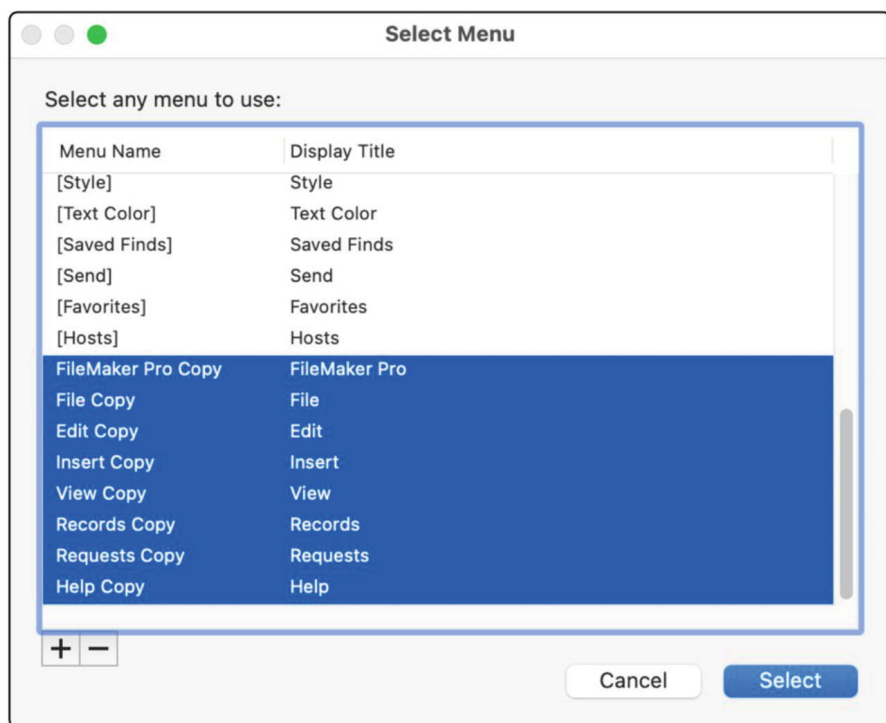 Select Menu
Select any menu to use:
Menu Name Display Title
[Style] Style
[Text Color] Text Color
[Saved Finds] Saved Finds
[Send] Send
[Favorites] Favorites
[Hosts] Hosts
FileMaker Pro Copy FileMaker Pro
File Copy File
Edit Copy Edit
Insert Copy Insert
View Copy View
Records Copy Records
Requests Copy Requests
Help Copy Help
+ −
Cancel Select